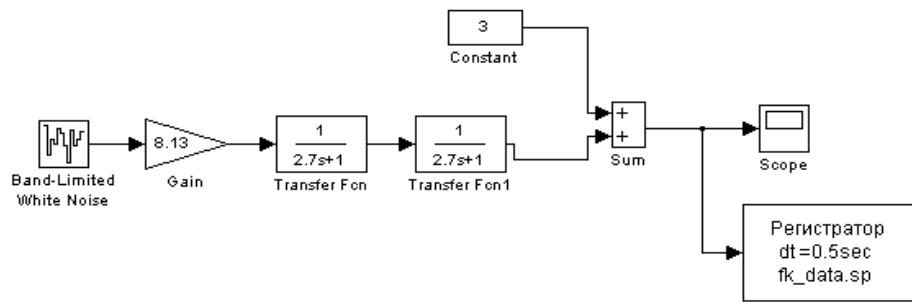 3
Constant
8.13
Gain
1
2.7s+1
Transfer Fcn
1
2.7s+1
Transfer Fcn1
+
+
Sum
Scope
Band-Limited
White Noise
Регистратор
dt=0.5sec
fk_data.sp